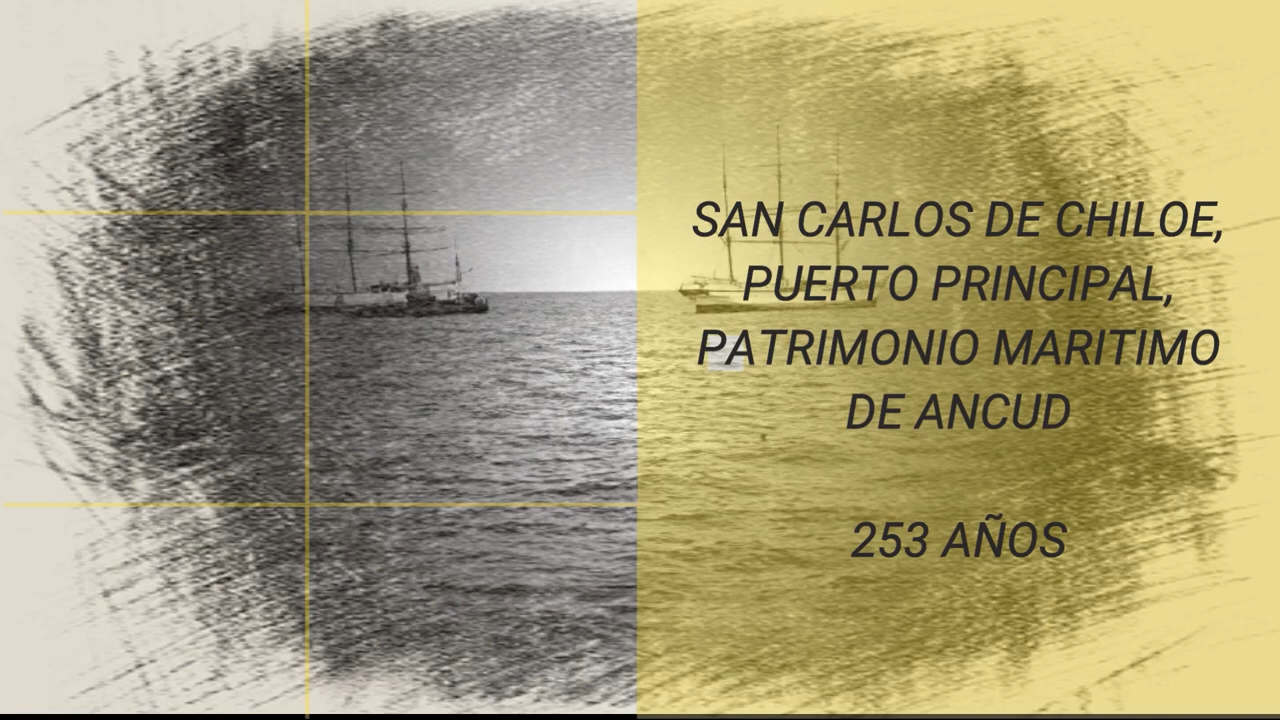 SAN CARLOS DE CHILOE,
PUERTO PRINCIPAL,
PATRIMONIO MARITIMO
DE ANCUD
253 AÑOS